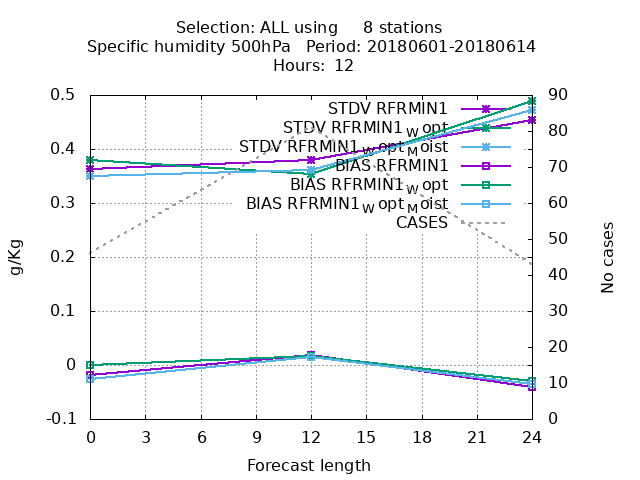 Selection: ALL using 8 stations
Specific humidity 500hPa Period: 20180601-20180614
Hours: 12
0.5
0.4
0.3
0.2
0.1
0
-0.1
g/Kg
STDV RFRMIN1
STDV RFRMIN1_W opt
STDV RFRMIN1_W opt_M oist
BIAS RFRMIN1
BIAS RFRMIN1_W opt
BIAS RFRMIN1_W opt_M oist
CASES
90
80
70
60
50
40
30
20
10
0
No cases
0 3 6 9 12 15 18 21 24
Forecast length